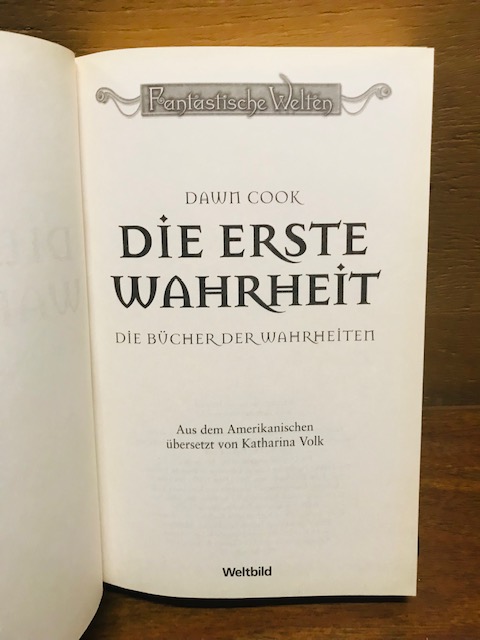 Fantastische Welten
DAWN COOK
DIE ERSTE
WAHRHEIT
DIE BÜCHER DER WAHRHEITEN
Aus dem Amerikanischen
übersetzt von Katharina Volk
Weltbild